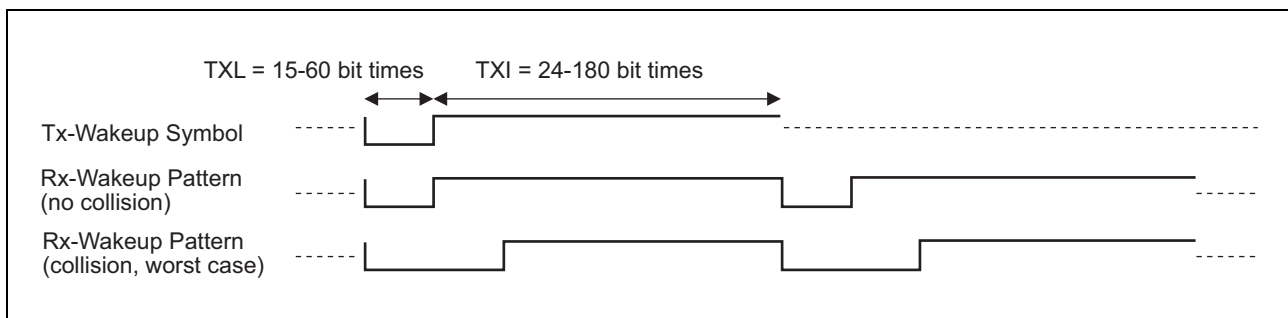 TXL = 15-60 bit times
TXI = 24-180 bit times
Tx-Wakeup Symbol
Rx-Wakeup Pattern
(no collision)
Rx-Wakeup Pattern
(collision, worst case)